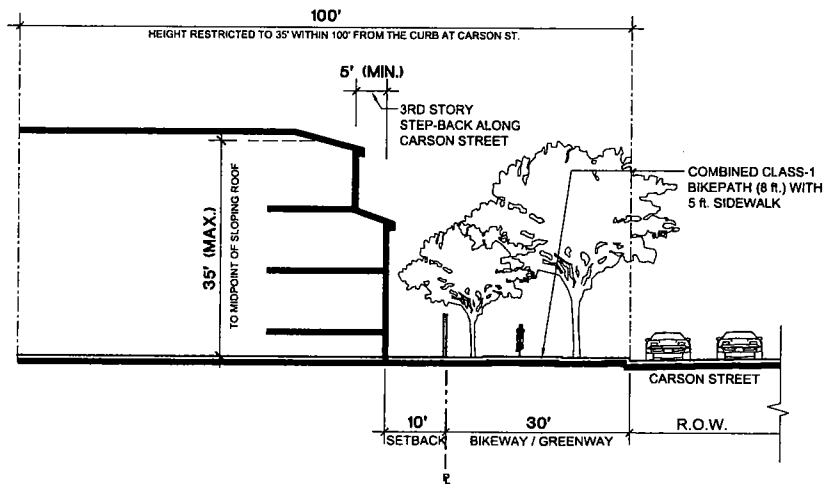 100'
HEIGHT RESTRICTED TO 35' WITHIN 100' FROM THE CURB AT CARSON ST.
5' (MIN.)
3RD STORY
STEP-BACK ALONG
CARSON STREET
COMBINED CLASS-1
BIKEPATH (8 ft.) WITH
5 ft. SIDEWALK
35' (MAX.)
TO MIDPOINT OF SLOPING ROOF
CARSON STREET
10'
SETBACK
30'
BIKEWAY / GREENWAY
R.O.W.
PL